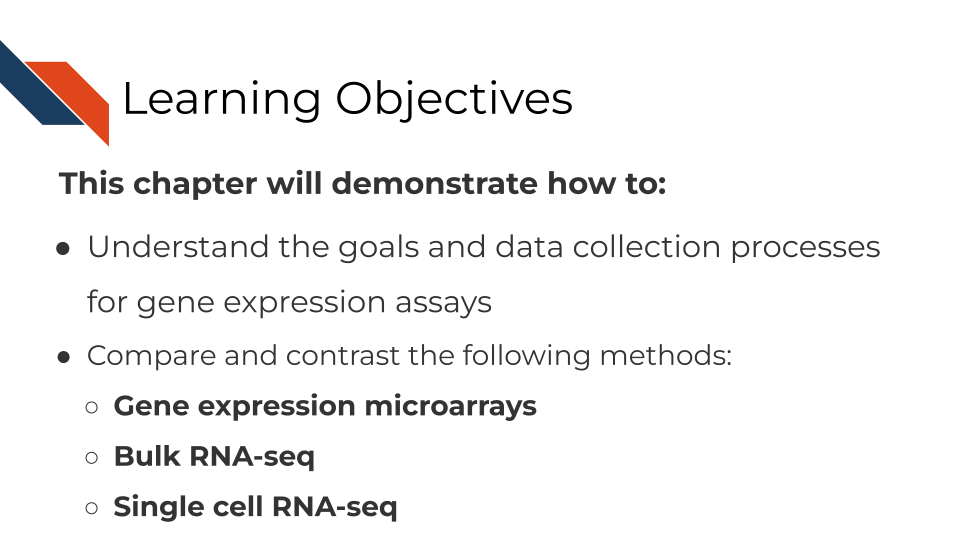 Learning Objectives
This chapter will demonstrate how to:
● Understand the goals and data collection processes
for gene expression assays
● Compare and contrast the following methods:
○ Gene expression microarrays
○ Bulk RNA-seq
○ Single cell RNA-seq